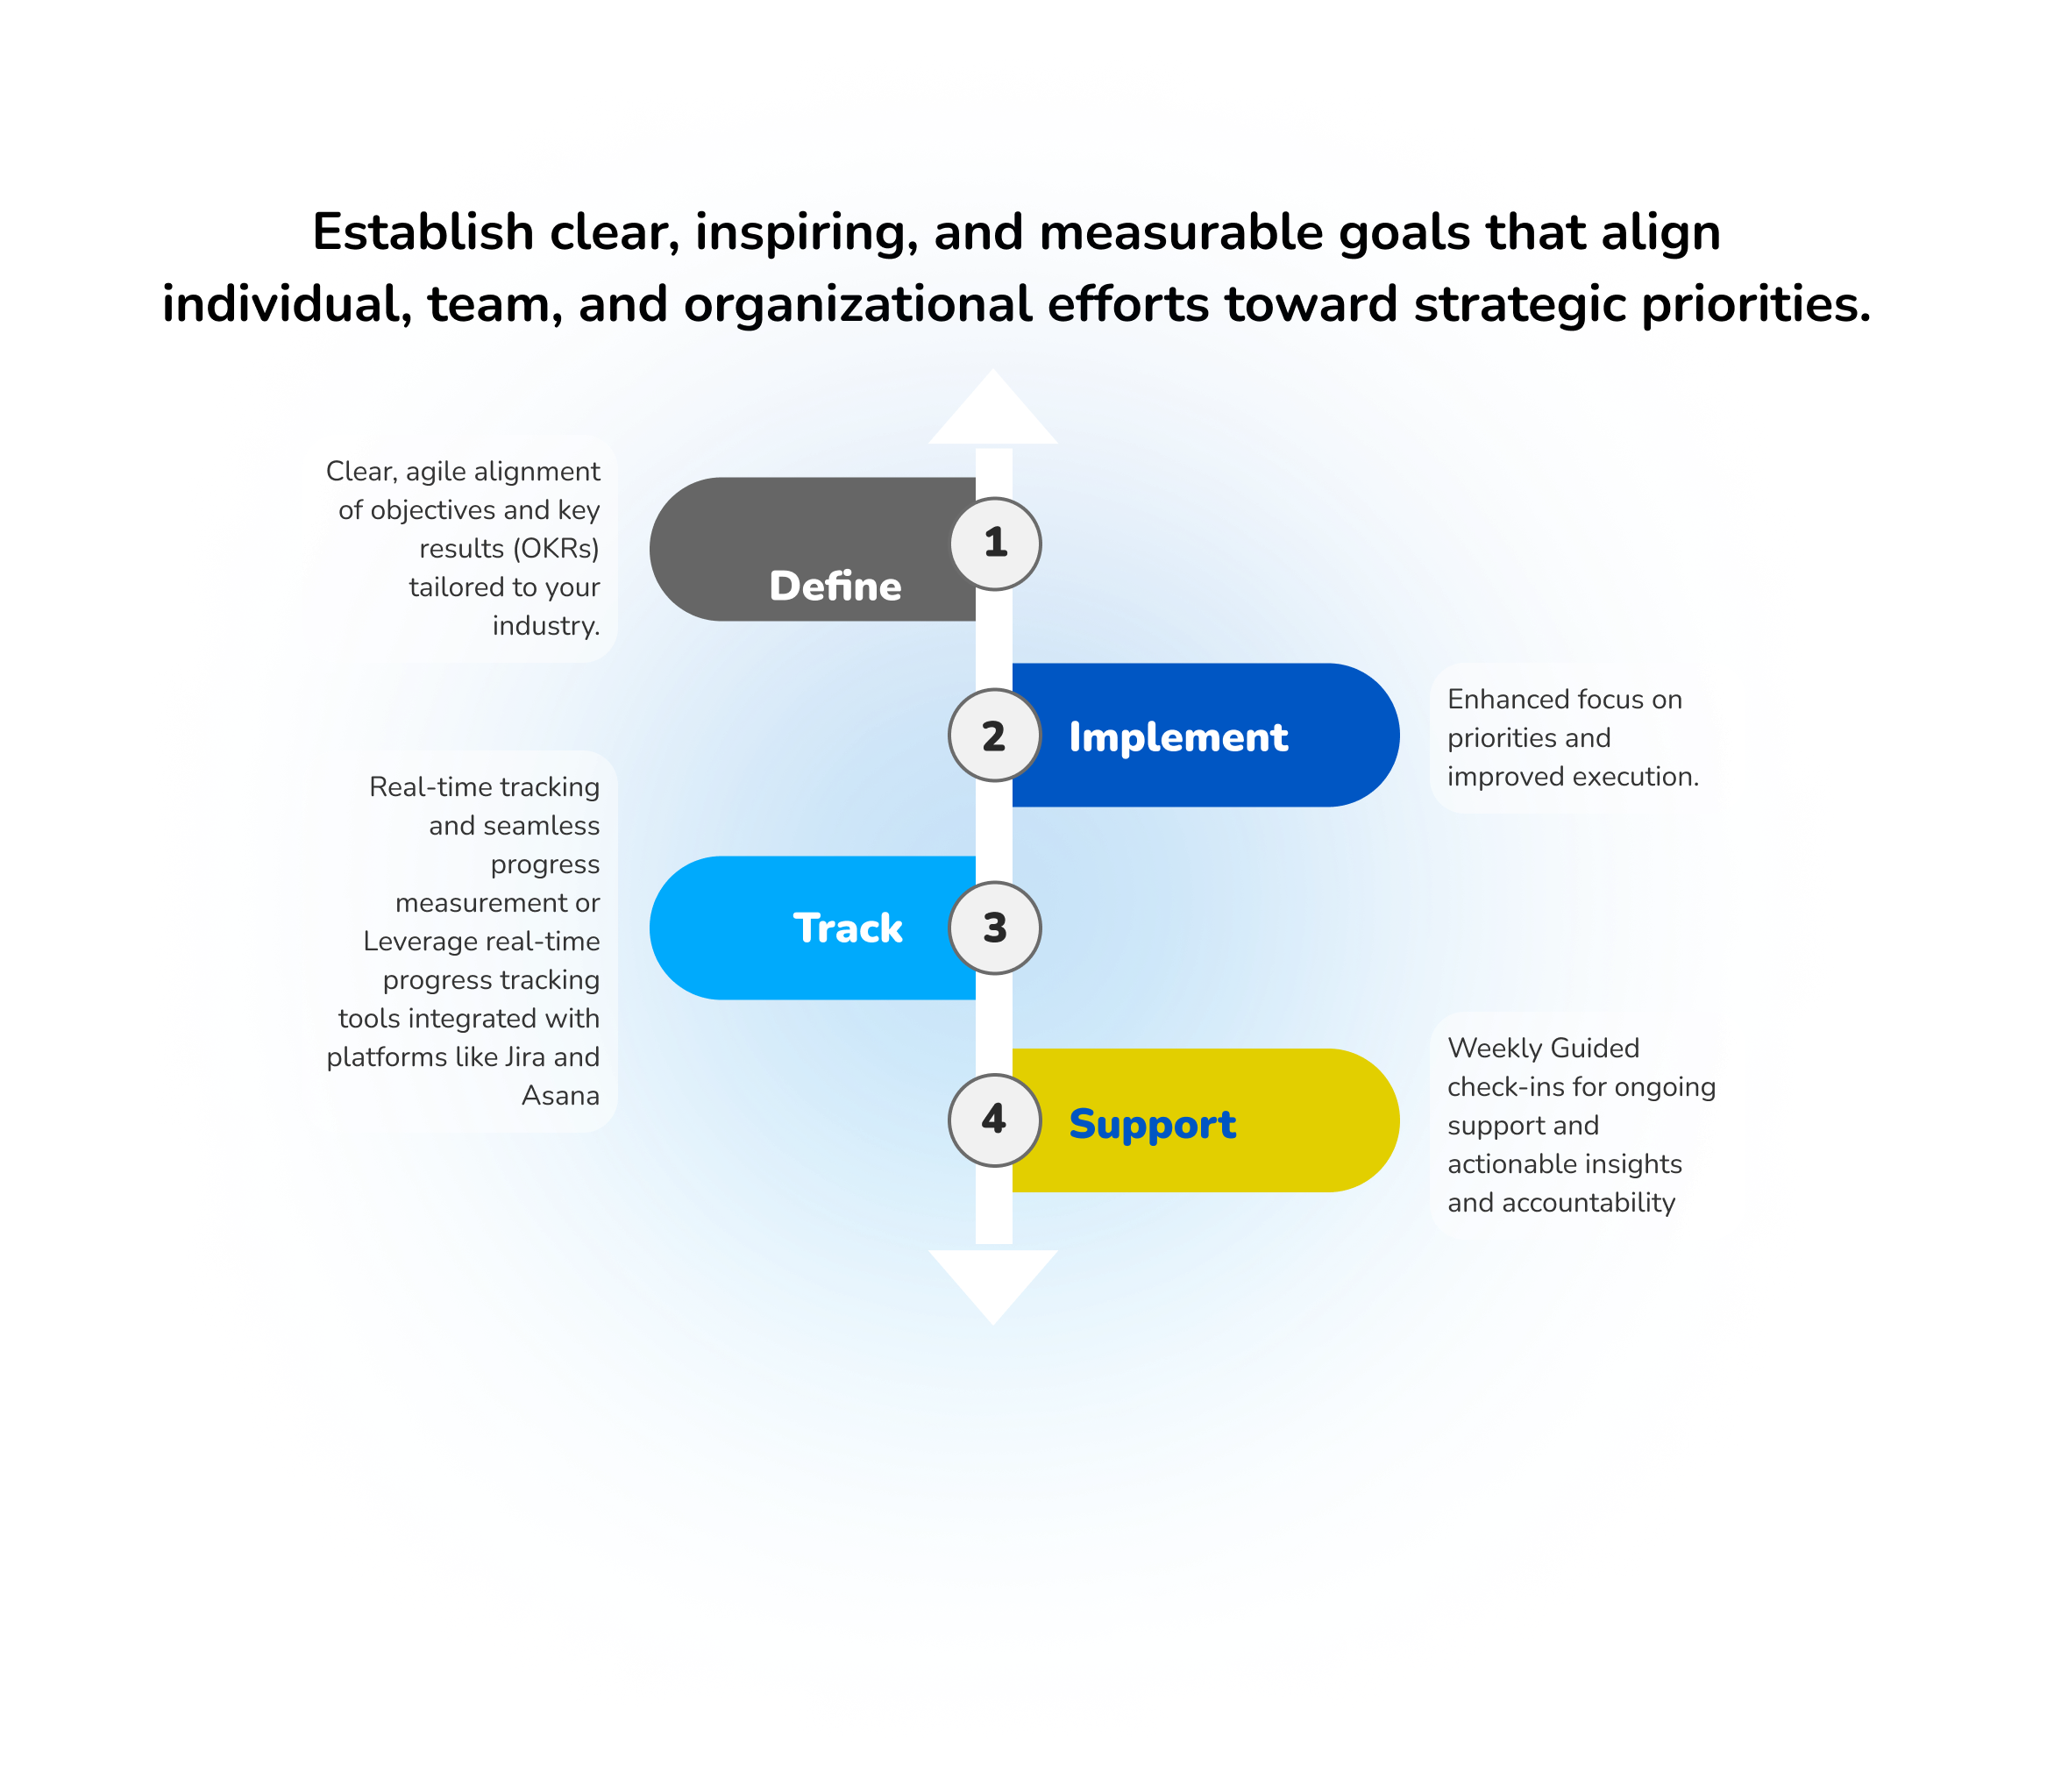 Establish clear, inspiring, and measurable goals that align
individual, team, and organizational efforts toward strategic priorities.
Clear, agile alignment
of objectives and key
results (OKRs)
tailored to your
industry.
1
Define
2
Implement
Enhanced focus on
priorities and
improved execution.
Real-time tracking
and seamless
progress
measurement or
Leverage real-time
progress tracking
tools integrated with
platforms like Jira and
Asana
Track
3
4
Support
Weekly Guided
check-ins for ongoing
support and
actionable insights
and accountability